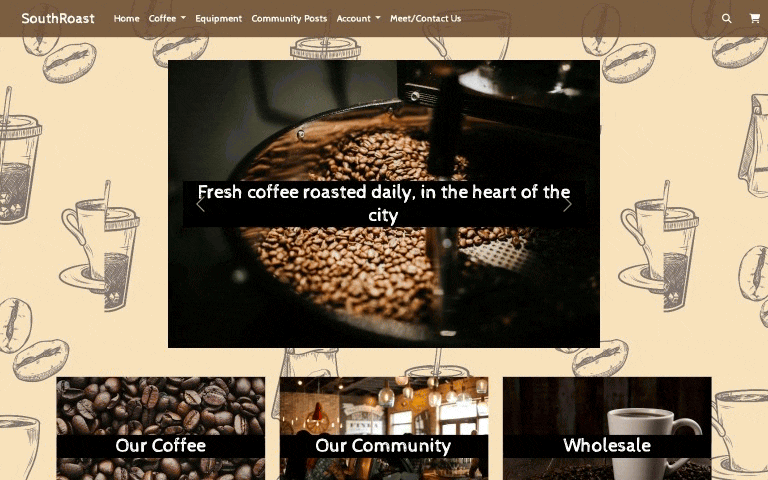 SouthRoast
Home
Coffee
Equipment
Community Posts
Account
Meet/Contact Us
Fresh coffee roasted daily, in the heart of the
city
Our Coffee
Our Community
Wholesale